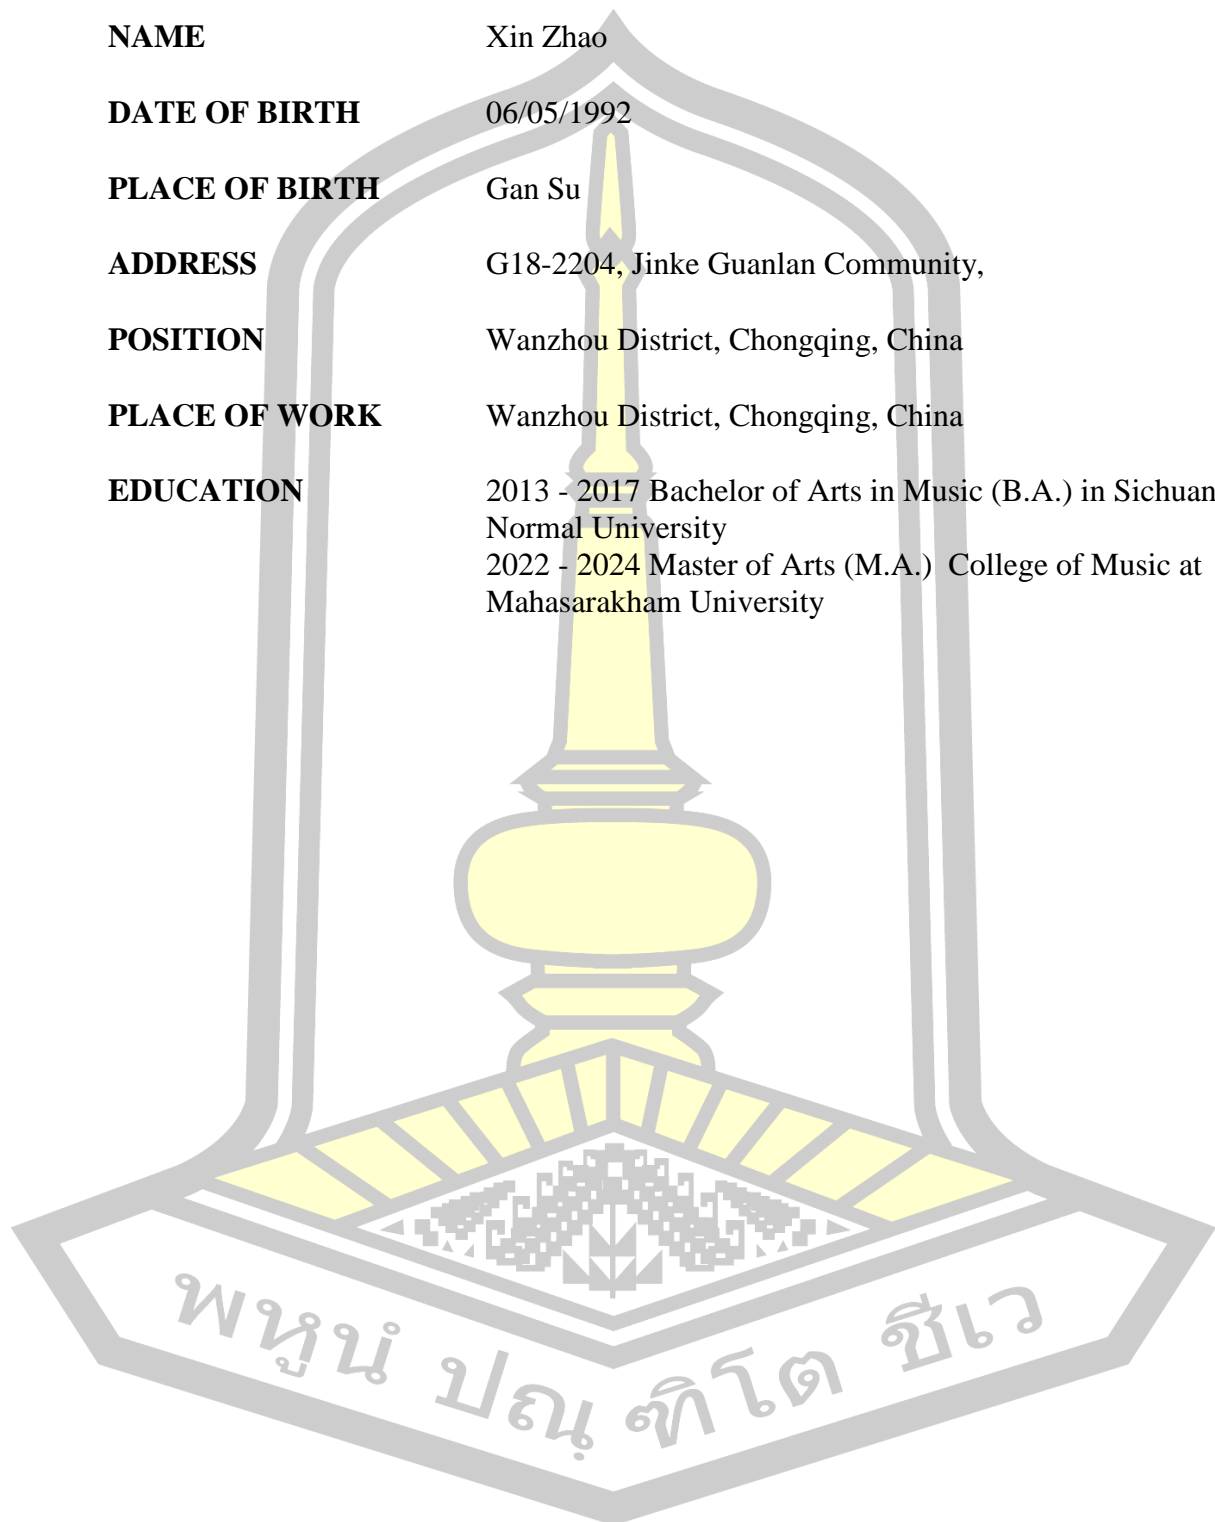 NAME Xin Zhao
DATE OF BIRTH 06/05/1992
PLACE OF BIRTH Gan Su
ADDRESS G18-2204, Jinke Guanlan Community,
POSITION Wanzhou District, Chongqing, China
PLACE OF WORK Wanzhou District, Chongqing, China
EDUCATION 2013 - 2017 Bachelor of Arts in Music (B.A.) in Sichuan
Normal University
2022 - 2024 Master of Arts (M.A.)  College of Music at
Mahasarakham University
พหูนํ ปณฺฑิโต ชีเว